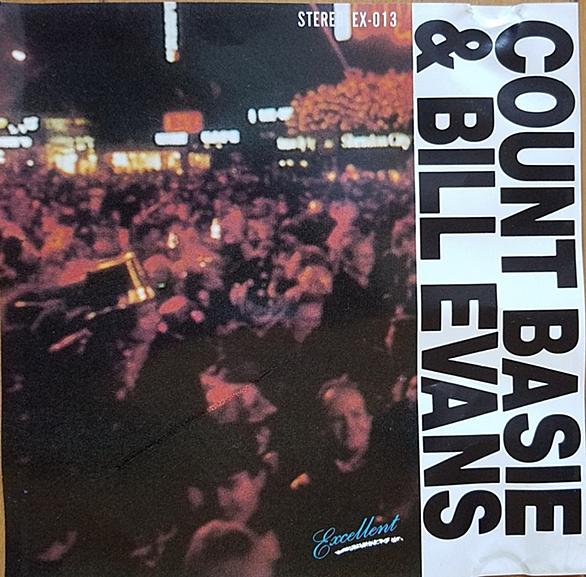 STEREO EX-013
COUNT BASIE
& BILL EVANS
Excellent